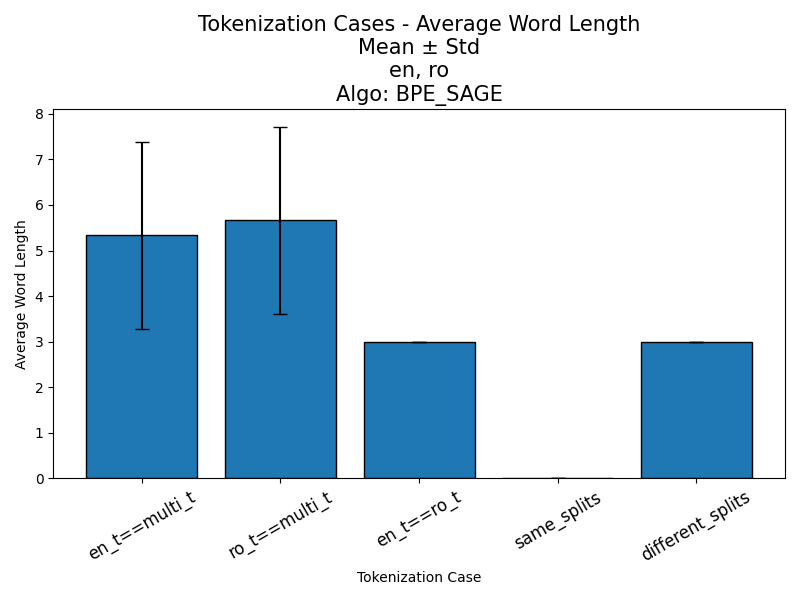 Tokenization Cases - Average Word Length
Mean ± Std
en, ro
Algo: BPE_SAGE
8
7
6
5
4
3
2
1
0
Average Word Length
en_t==multi_t
ro_t==multi_t
en_t==ro_t
same_splits
different_splits
Tokenization Case